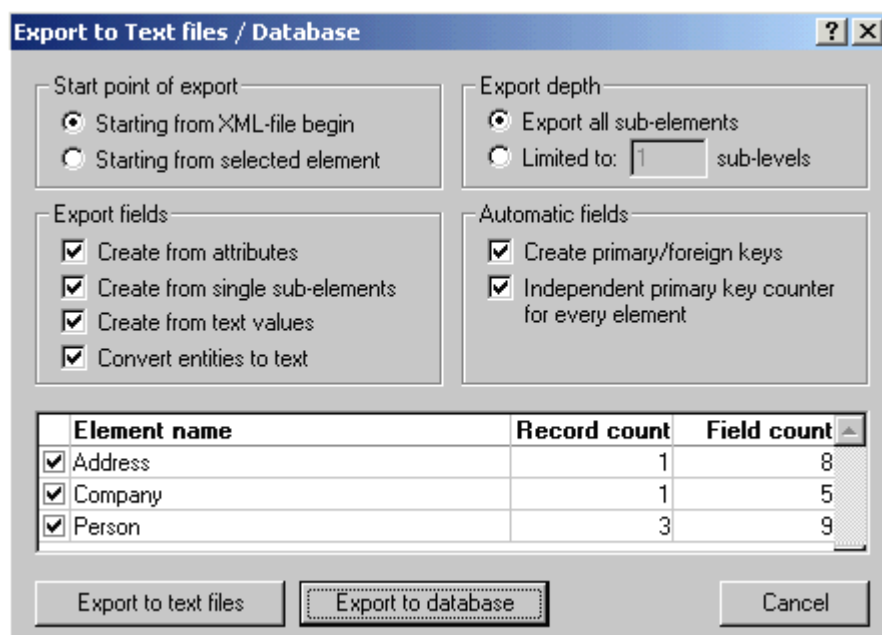 Export to Text files / Database
Start point of export
Starting from XML-file begin
Starting from selected element
Export depth
Export all sub-elements
Limited to: 1 sub-levels
Export fields
Create from attributes
Create from single sub-elements
Create from text values
Convert entities to text
Automatic fields
Create primary/foreign keys
Independent primary key counter
for every element
Element name Record count Field count
Address 1 8
Company 1 5
Person 3 9
Export to text files Export to database Cancel